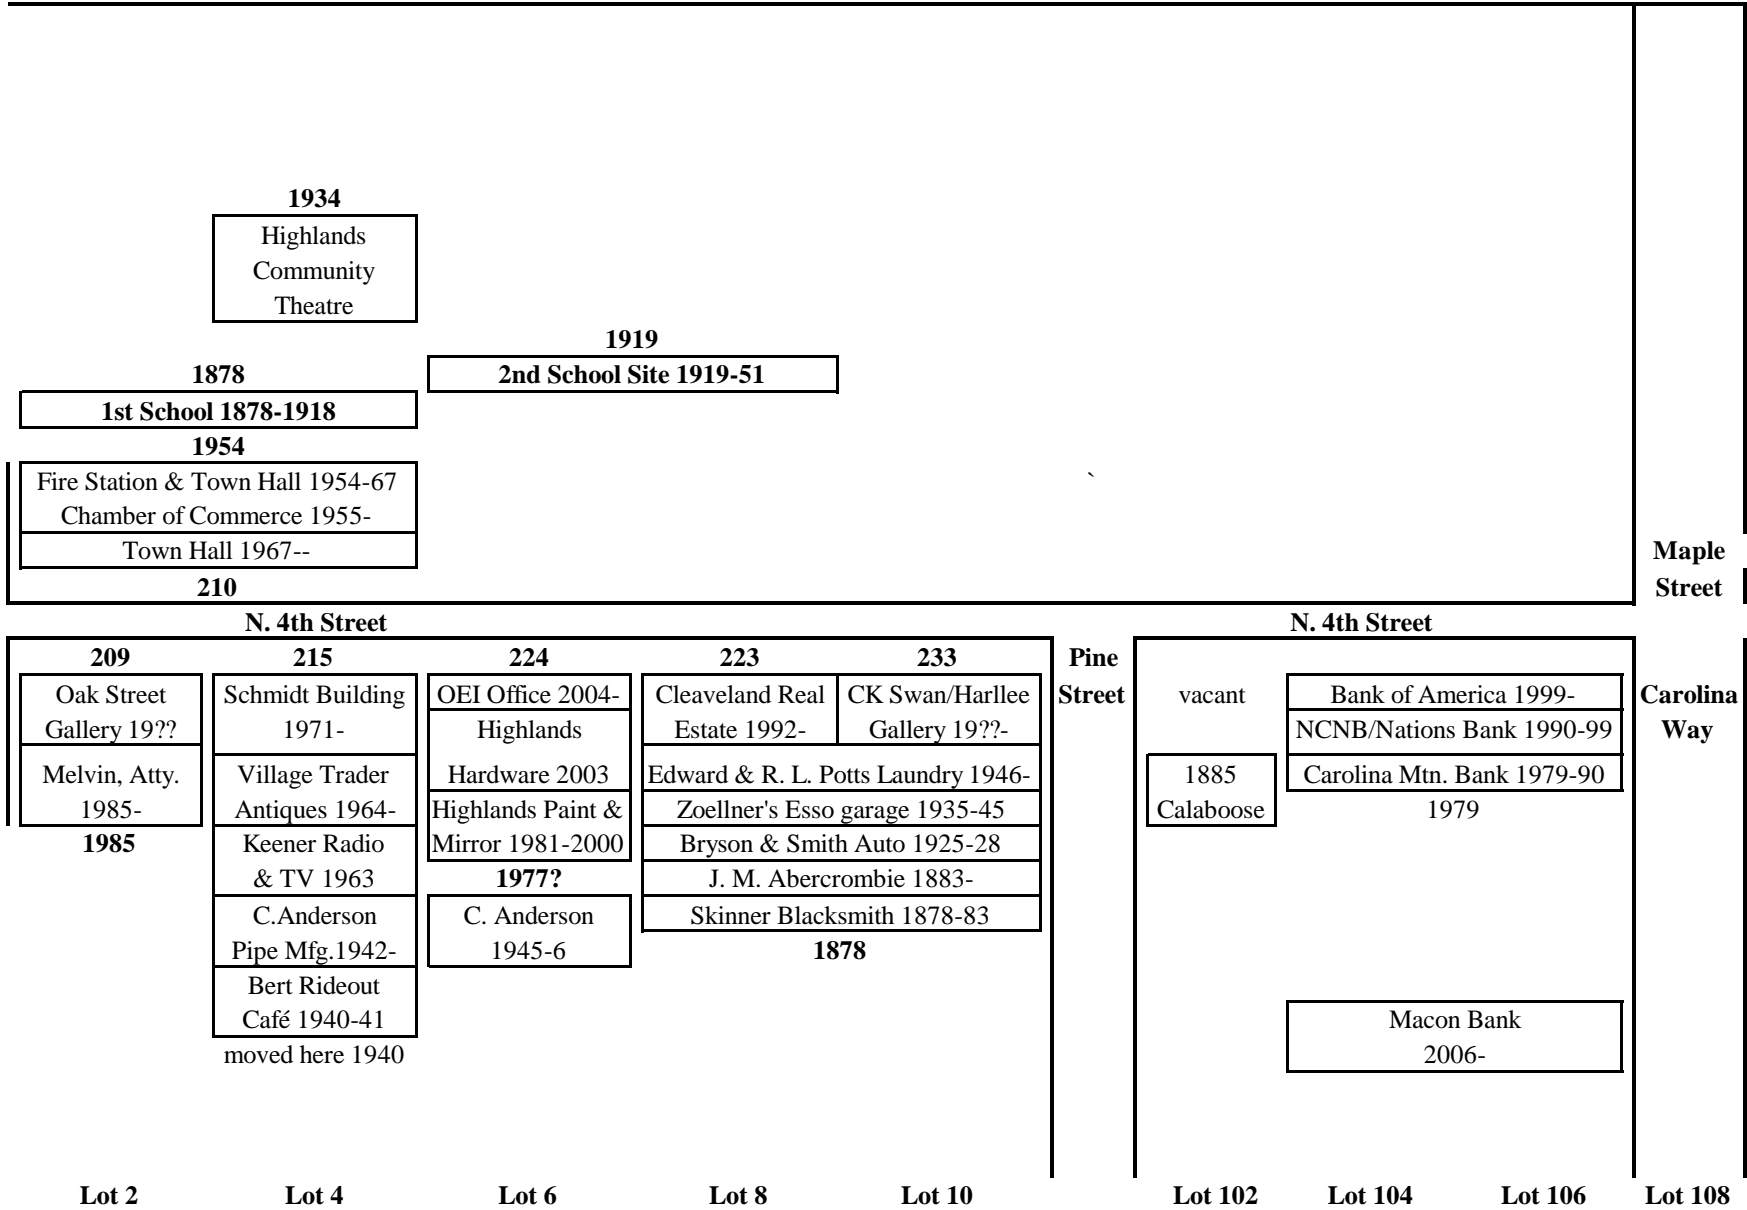 1934
Highlands
Community
Theatre
1919
2nd School Site 1919-51
1878
1st School 1878-1918
1954
Fire Station & Town Hall 1954-67
Chamber of Commerce 1955-
Town Hall 1967--
210
`
Maple
Street
N. 4th Street
N. 4th Street
209
Oak Street
Gallery 19??
Melvin, Atty.
1985-
1985
215
Schmidt Building
1971-
Village Trader
Antiques 1964-
Keener Radio
& TV 1963
C.Anderson
Pipe Mfg.1942-
Bert Rideout
Café 1940-41
moved here 1940
224
OEI Office 2004-
Highlands
Hardware 2003
Highlands Paint &
Mirror 1981-2000
1977?
C. Anderson
1945-6
223
Cleaveland Real
Estate 1992-
233
CK Swan/Harllee
Gallery 19??-
Edward & R. L. Potts Laundry 1946-
Zoellner's Esso garage 1935-45
Bryson & Smith Auto 1925-28
J. M. Abercrombie 1883-
Skinner Blacksmith 1878-83
1878
Pine
Street
vacant
1885
Calaboose
Bank of America 1999-
NCNB/Nations Bank 1990-99
Carolina Mtn. Bank 1979-90
1979
Macon Bank
2006-
Carolina
Way
Lot 2
Lot 4
Lot 6
Lot 8
Lot 10
Lot 102
Lot 104
Lot 106
Lot 108